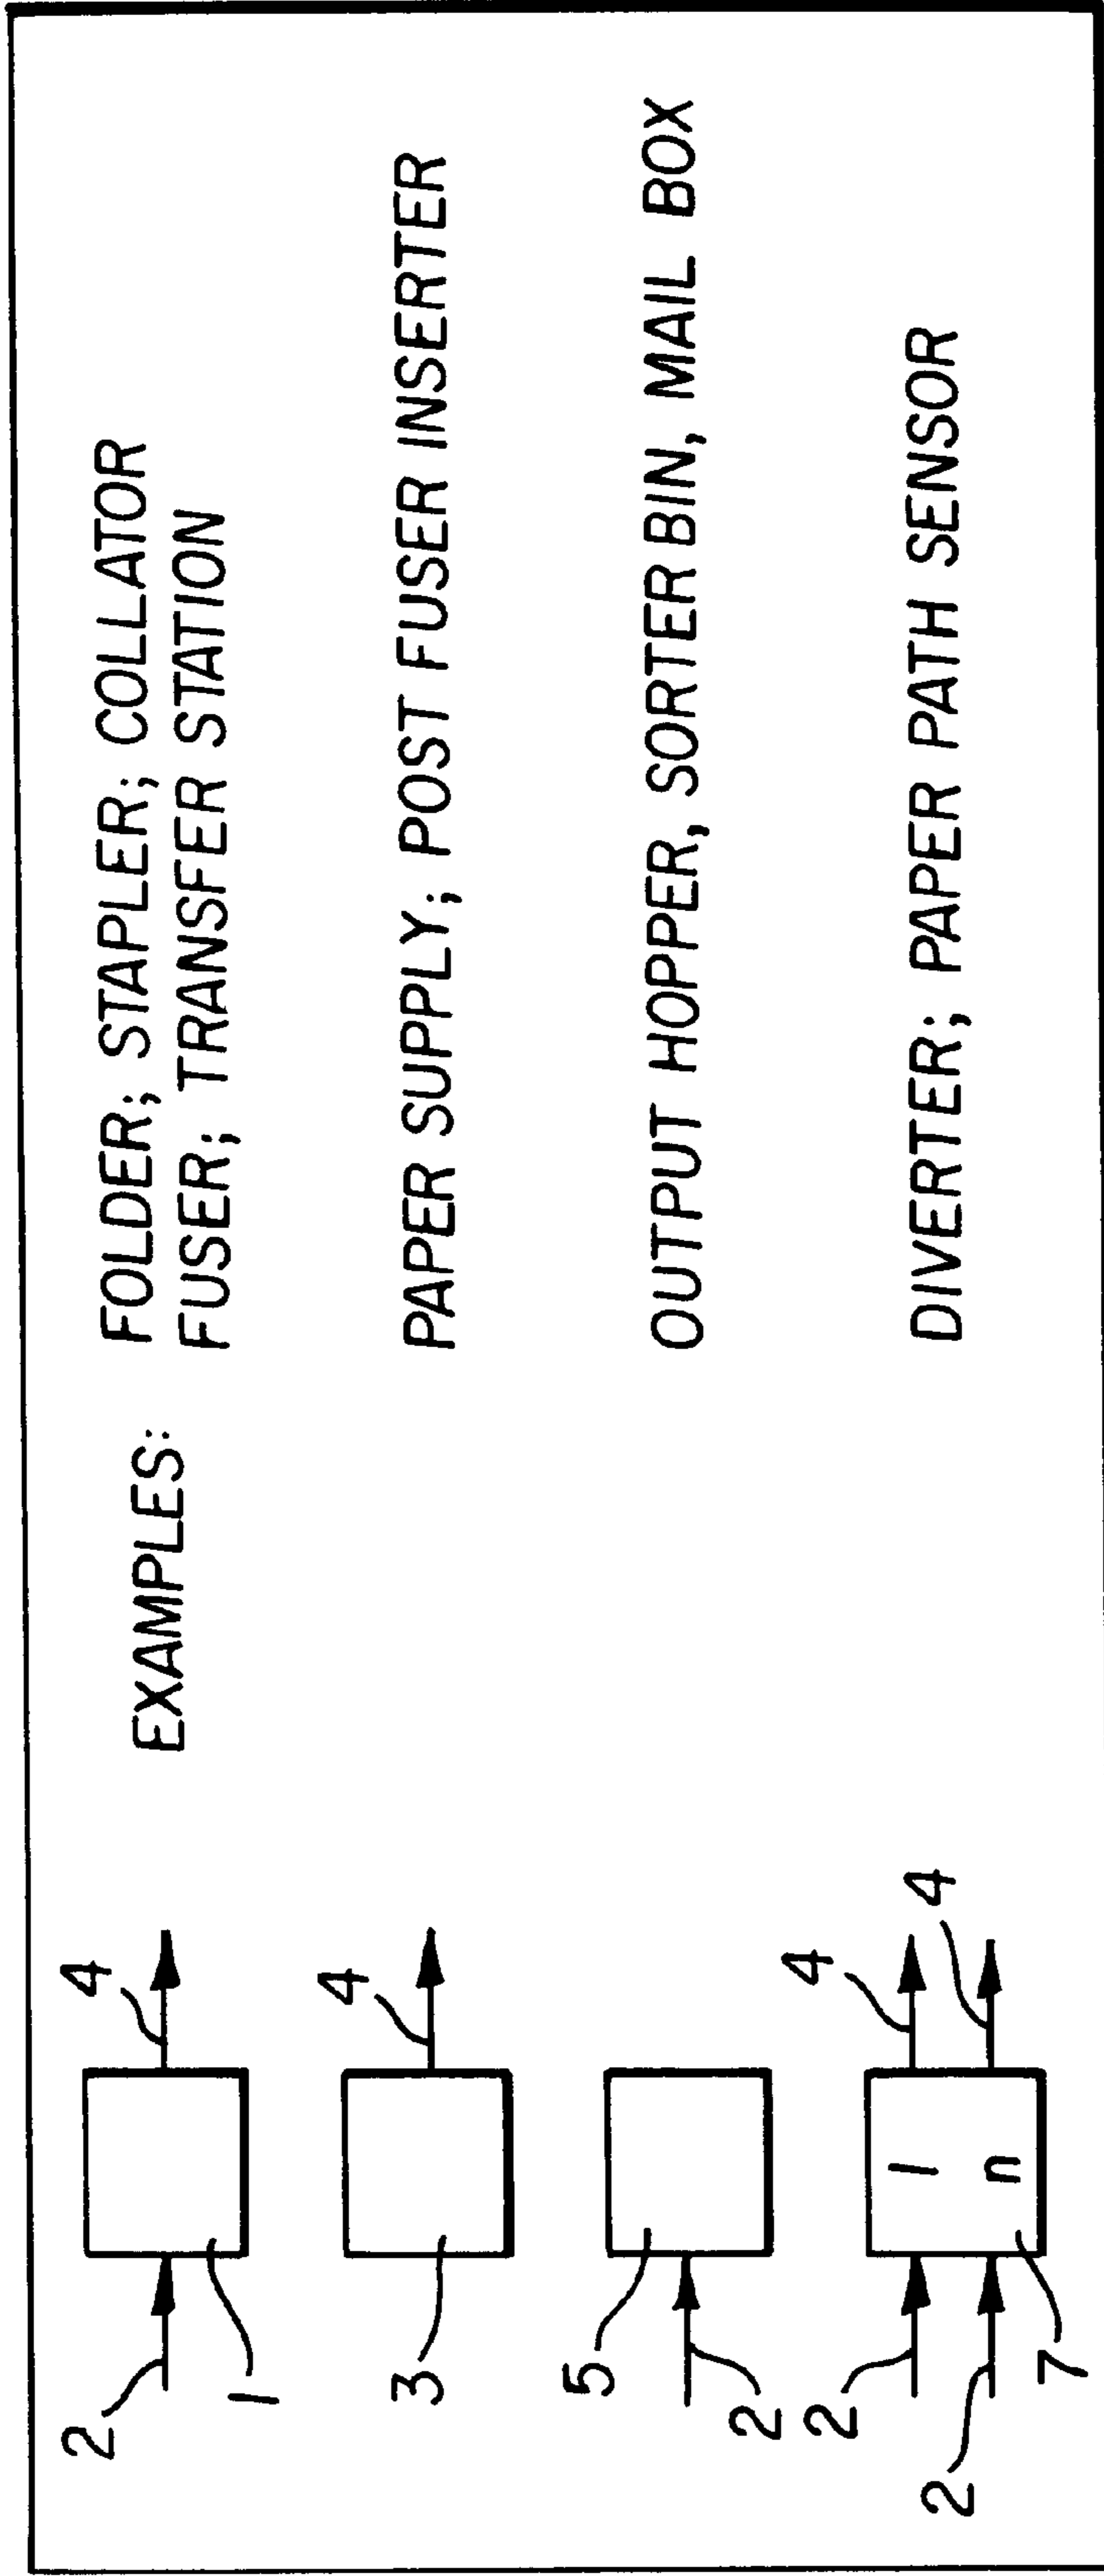 2 1 4 EXAMPLES: FOLDER; STAPLER; COLLATOR
FUSER; TRANSFER STATION
3 4 PAPER SUPPLY; POST FUSER INSERTER
5 2 OUTPUT HOPPER, SORTER BIN, MAIL BOX
2 2 7 1 n 4 4 DIVERTER; PAPER PATH SENSOR